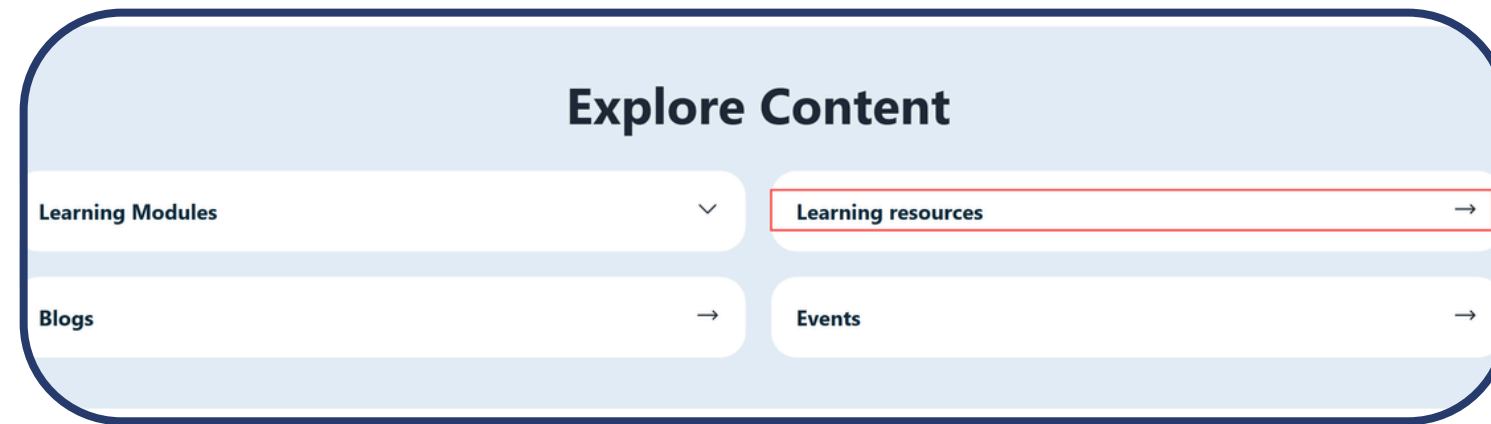 Explore Content
Learning Modules
Learning resources
Blogs
Events